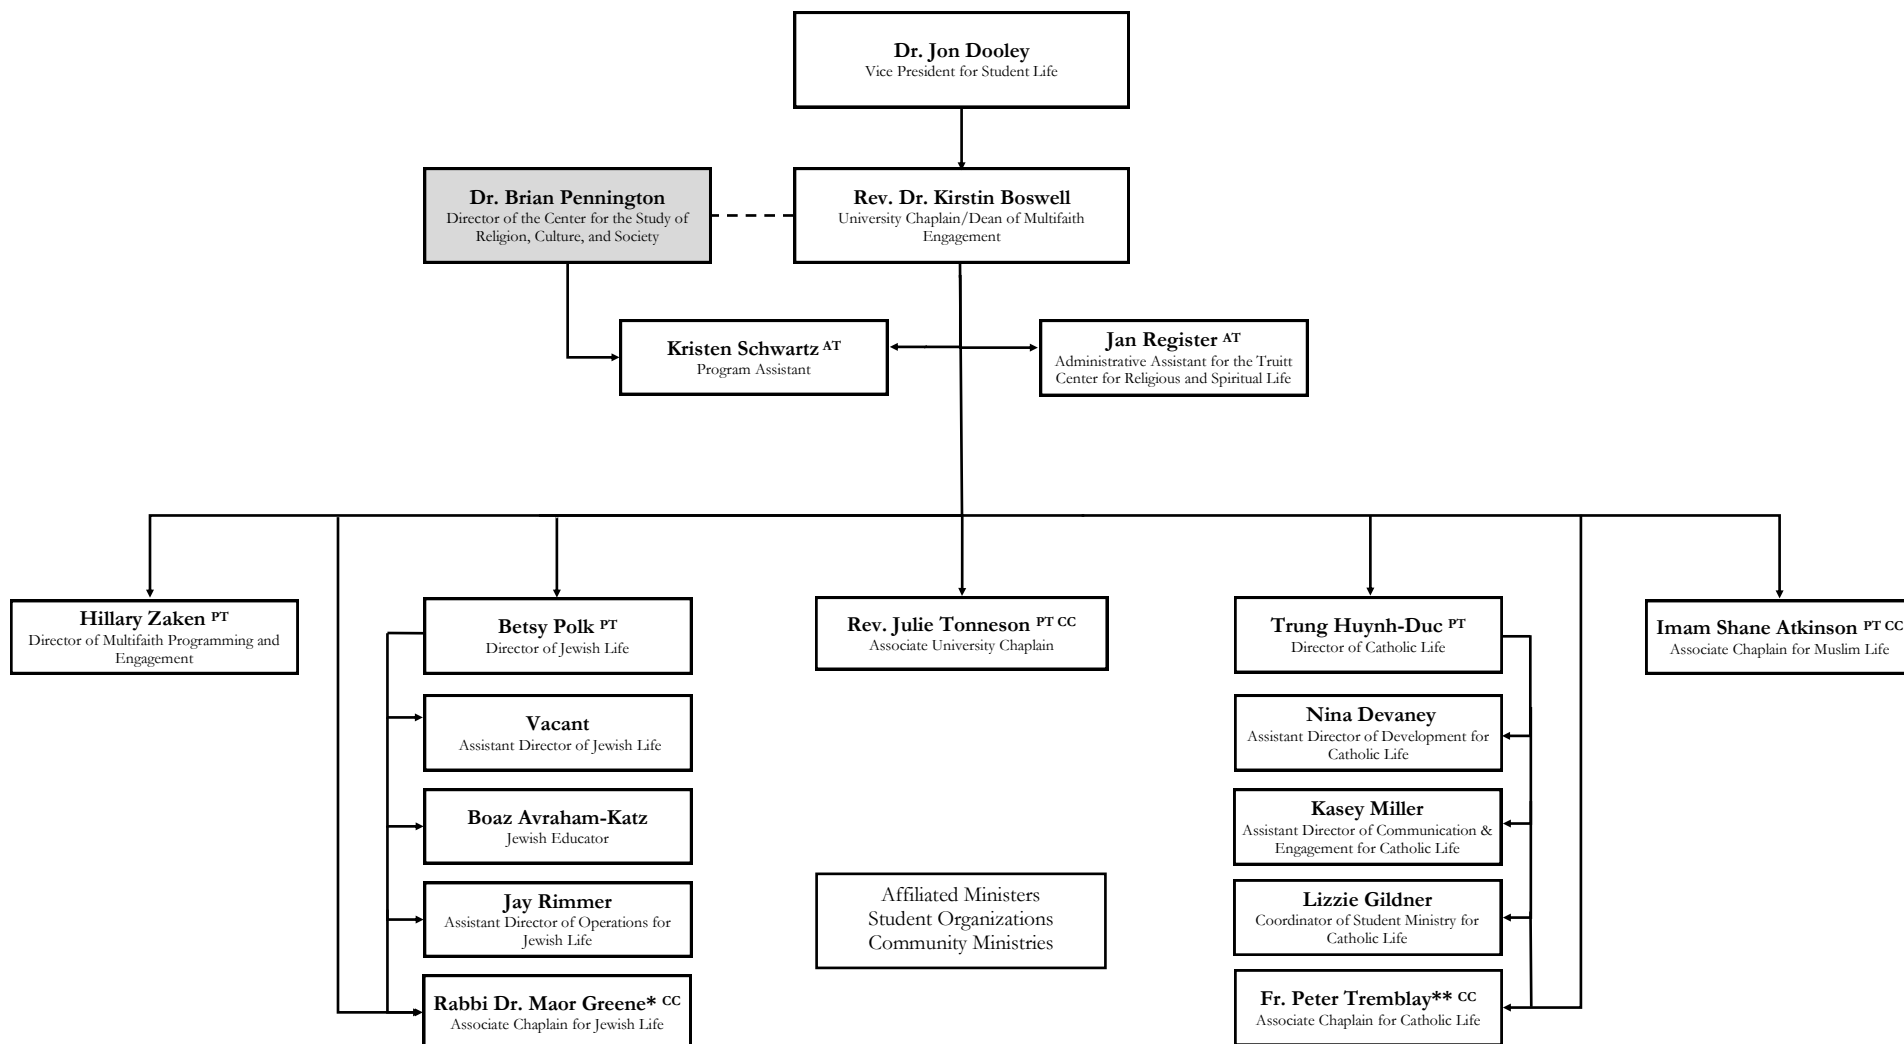 Dr. Jon Dooley
Vice President for Student Life
Dr. Brian Pennington
Director of the Center for the Study of
Religion, Culture, and Society
Rev. Dr. Kirstin Boswell
University Chaplain/Dean of Multifaith
Engagement
Kristen Schwartz AT
Program Assistant
Jan Register AT
Administrative Assistant for the Truitt
Center for Religious and Spiritual Life
Hillary Zaken PT
Director of Multifaith Programming and
Engagement
Betsy Polk PT
Director of Jewish Life
Vacant
Assistant Director of Jewish Life
Boaz Avraham-Katz
Jewish Educator
Jay Rimmer
Assistant Director of Operations for
Jewish Life
Rabbi Dr. Maor Greene* CC
Associate Chaplain for Jewish Life
Rev. Julie Tonneson PT CC
Associate University Chaplain
Affiliated Ministers
Student Organizations
Community Ministries
Trung Huynh-Duc PT
Director of Catholic Life
Nina Devaney
Assistant Director of Development for
Catholic Life
Kasey Miller
Assistant Director of Communication &
Engagement for Catholic Life
Lizzie Gildner
Coordinator of Student Ministry for
Catholic Life
Fr. Peter Tremblay** CC
Associate Chaplain for Catholic Life
Imam Shane Atkinson PT CC
Associate Chaplain for Muslim Life